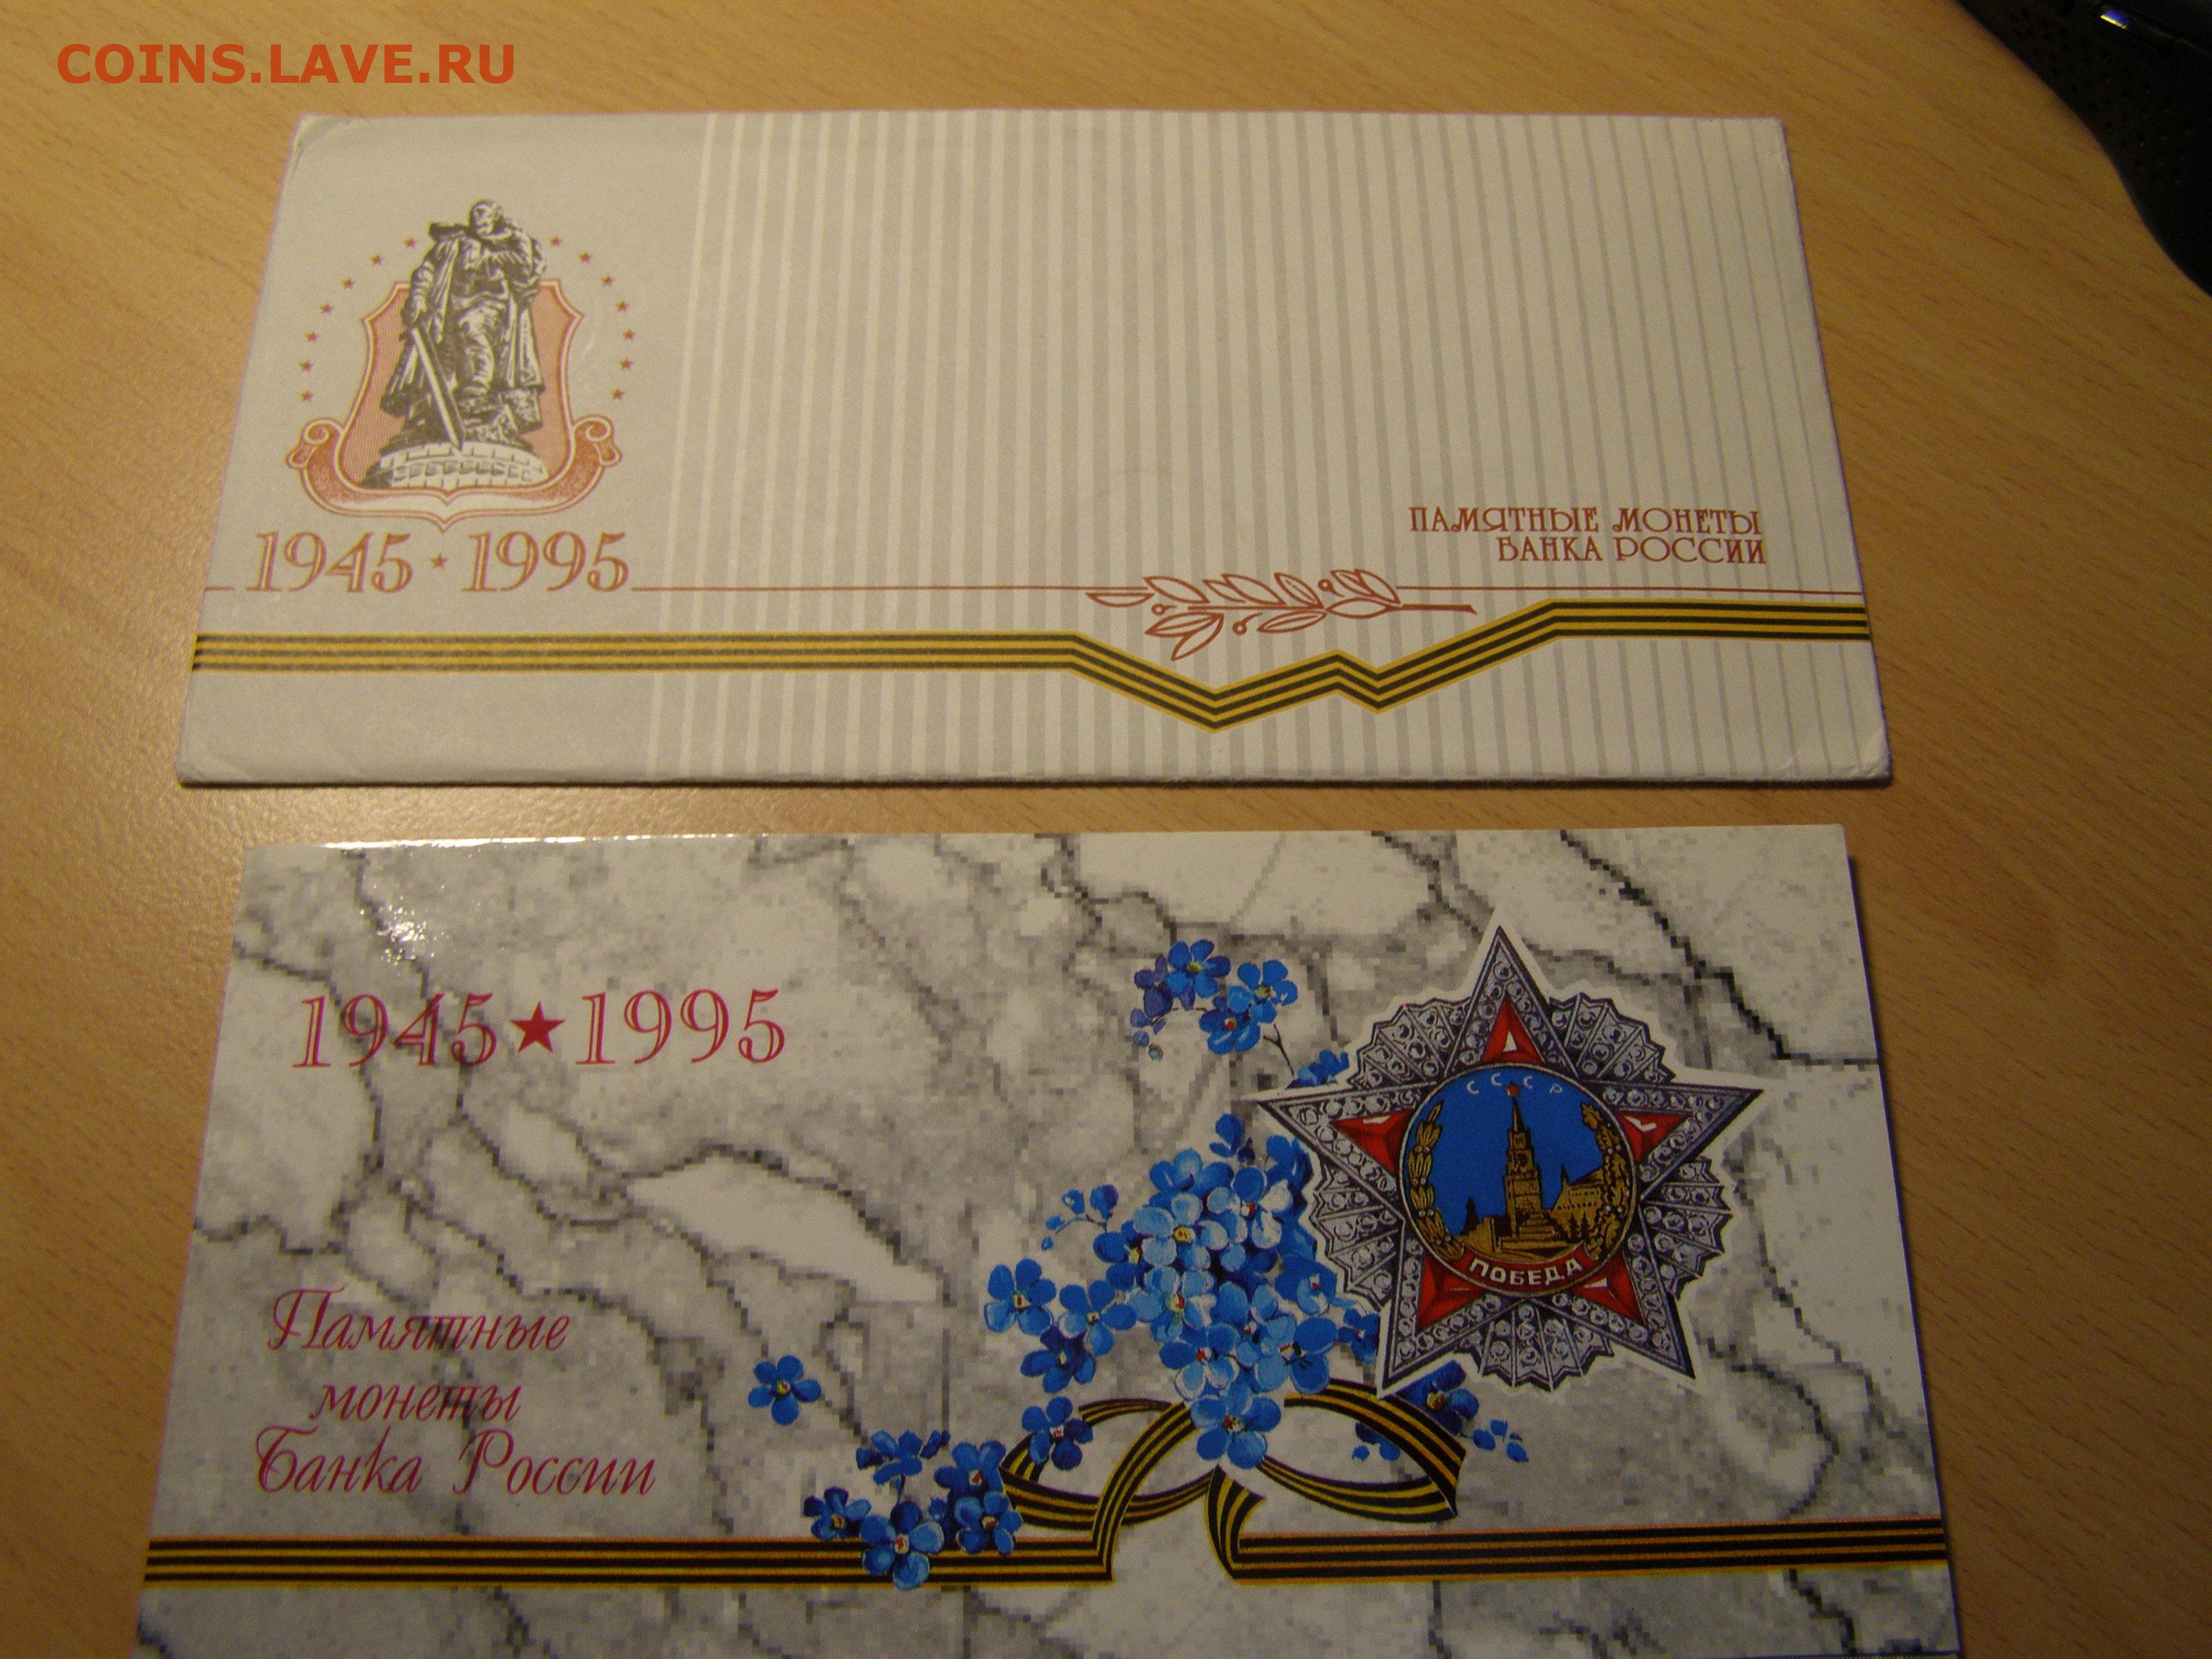 COINS.LAVE.RU
1945 ★ 1995
ПАМЯТНЫЕ МОНЕТЫ
БАНКА РОССИИ
1945★1995
СССР
ПОБЕДА
Памятные
монеты
Банка России